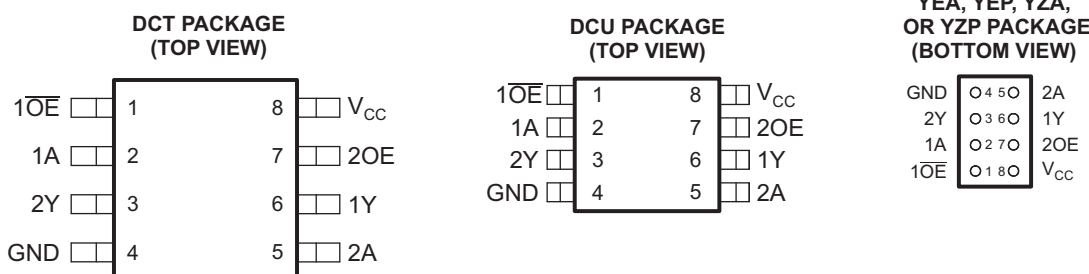 DCT PACKAGE
(TOP VIEW)
1O̅E̅ 1 8 VCC
1A 2 7 2OE
2Y 3 6 1Y
GND 4 5 2A
DCU PACKAGE
(TOP VIEW)
1O̅E̅ 1 8 VCC
1A 2 7 2OE
2Y 3 6 1Y
GND 4 5 2A
YEA, YEP, YZA,
OR YZP PACKAGE
(BOTTOM VIEW)
GND 4 5 2A
2Y 3 6 1Y
1A 2 7 2OE
1O̅E̅ 1 8 VCC